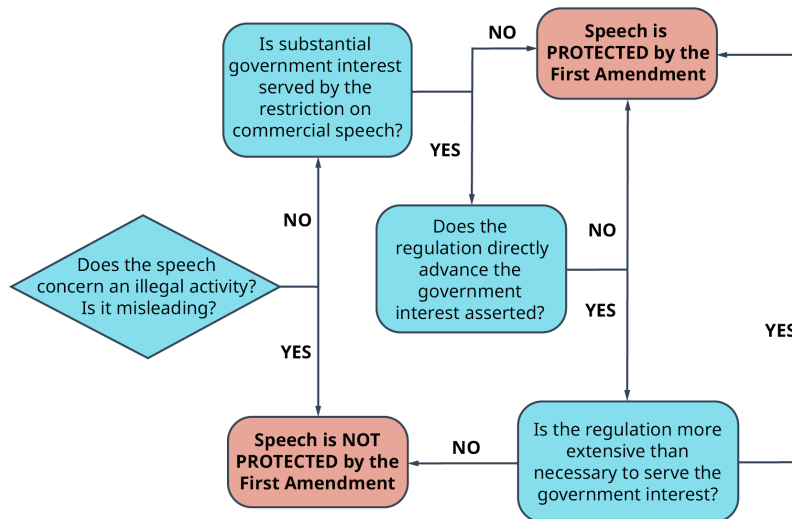 Is substantial
government interest
served by the
restriction on
commercial speech?
NO
Speech is
PROTECTED by the
First Amendment
YES
NO
Does the speech
concern an illegal activity?
Is it misleading?
Does the
regulation directly
advance the
government
interest asserted?
NO
YES
YES
YES
Speech is NOT
PROTECTED by the
First Amendment
NO
Is the regulation more
extensive than
necessary to serve the
government interest?